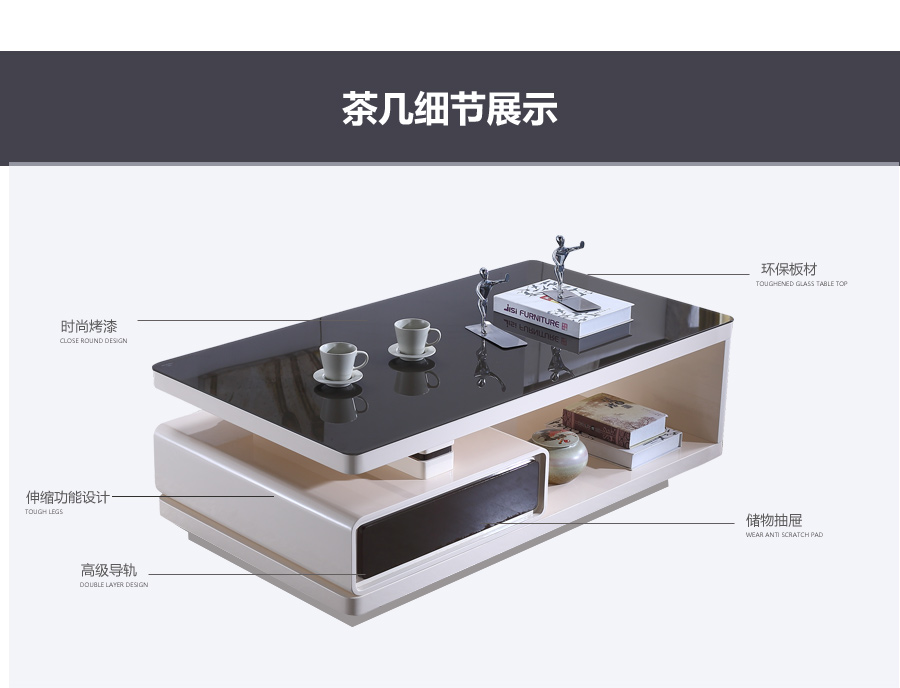 茶几细节展示
环保板材
TOUGHENED GLASS TABLE TOP
JISI FURNITURE
时尚烤漆
CLOSE ROUND DESIGN
伸缩功能设计
TOUGH LEGS
储物抽屉
WEAR ANTI SCRATCH PAD
高级导轨
DOUBLE LAYER DESIGN